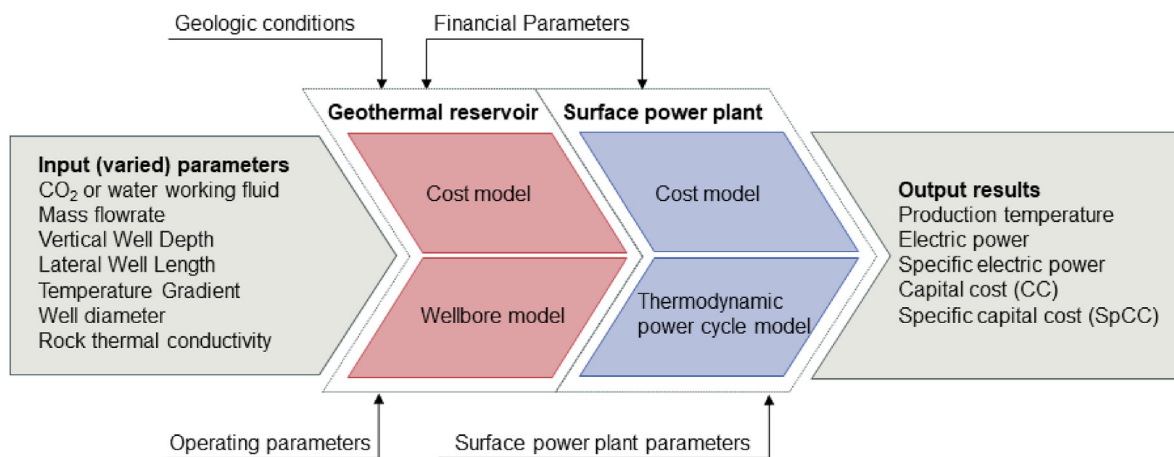 Geologic conditions
Financial Parameters
Geothermal reservoir
Surface power plant
Input (varied) parameters
CO₂ or water working fluid
Mass flowrate
Vertical Well Depth
Lateral Well Length
Temperature Gradient
Well diameter
Rock thermal conductivity
Cost model
Wellbore model
Cost model
Thermodynamic
power cycle model
Output results
Production temperature
Electric power
Specific electric power
Capital cost (CC)
Specific capital cost (SpCC)
Operating parameters
Surface power plant parameters